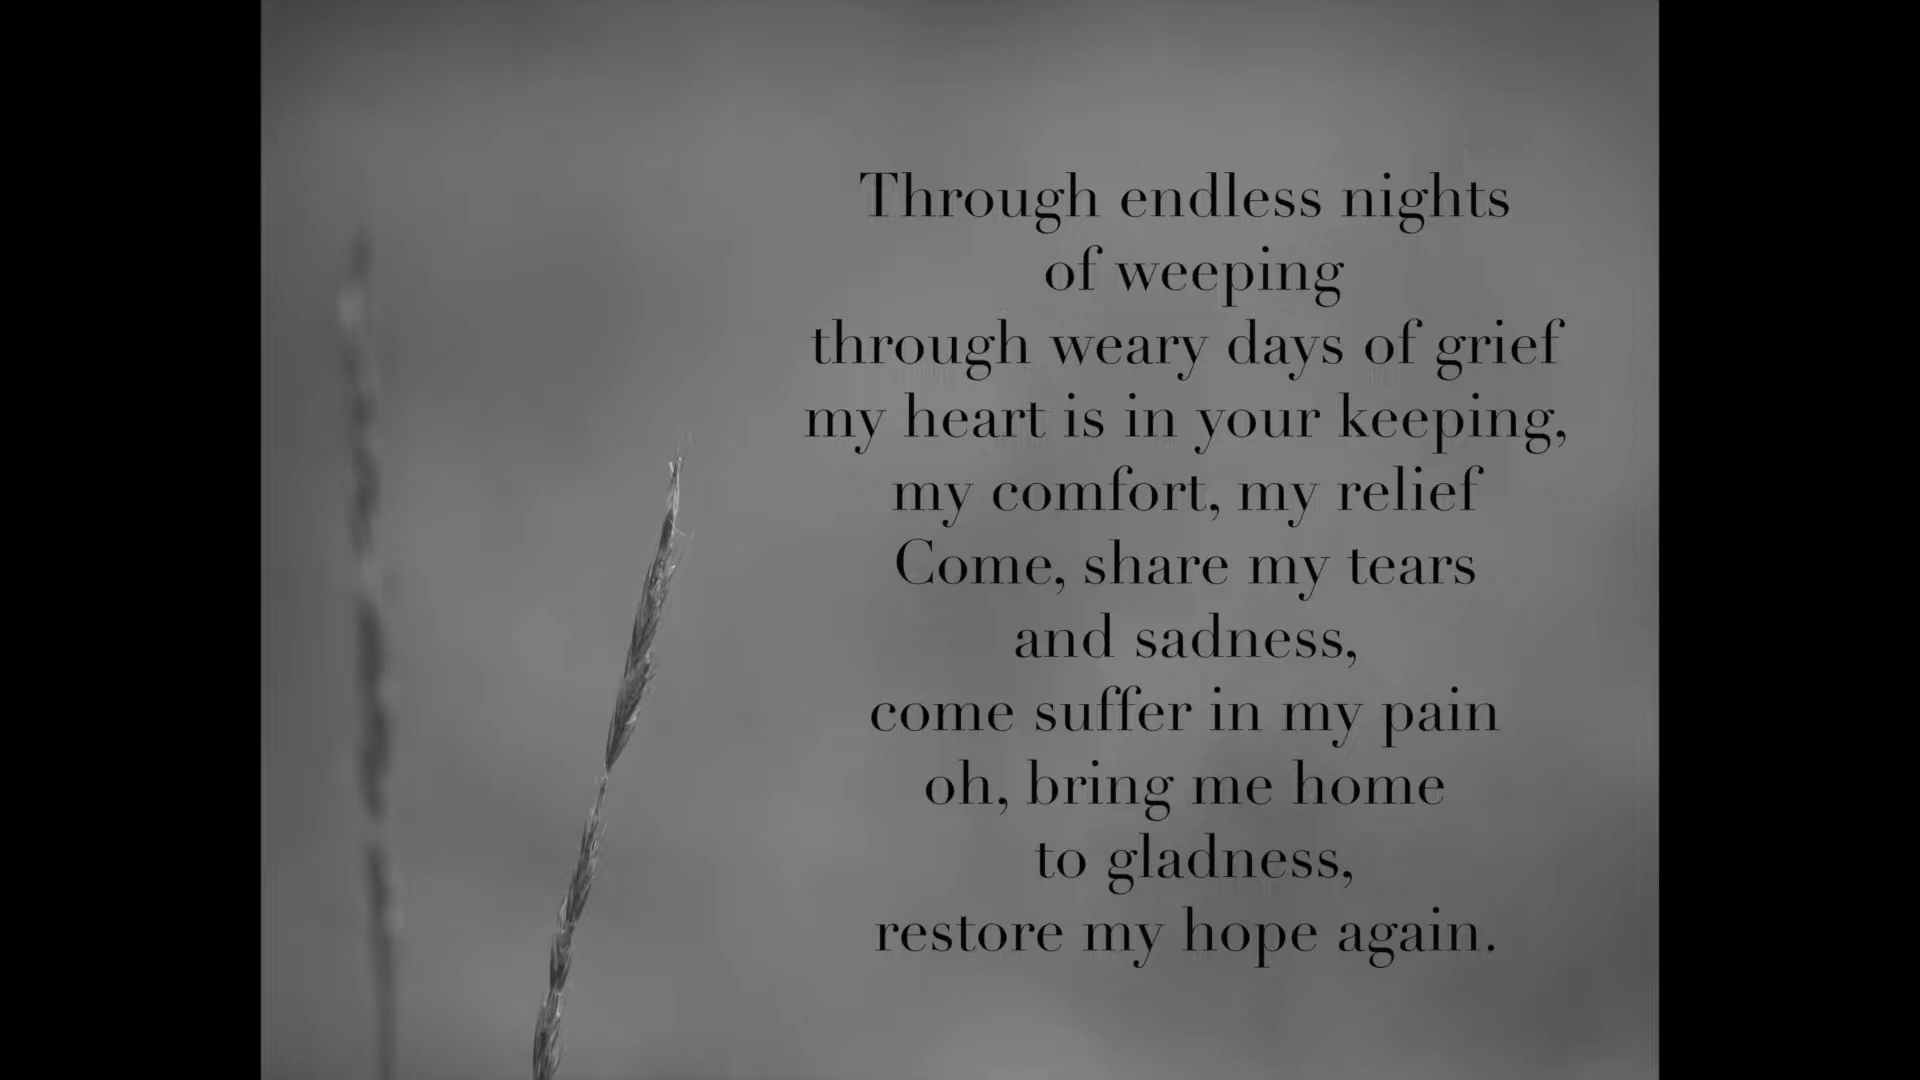 Through endless nights
of weeping
through weary days of grief
my heart is in your keeping,
my comfort, my relief
Come, share my tears
and sadness,
come suffer in my pain
oh, bring me home
to gladness,
restore my hope again.